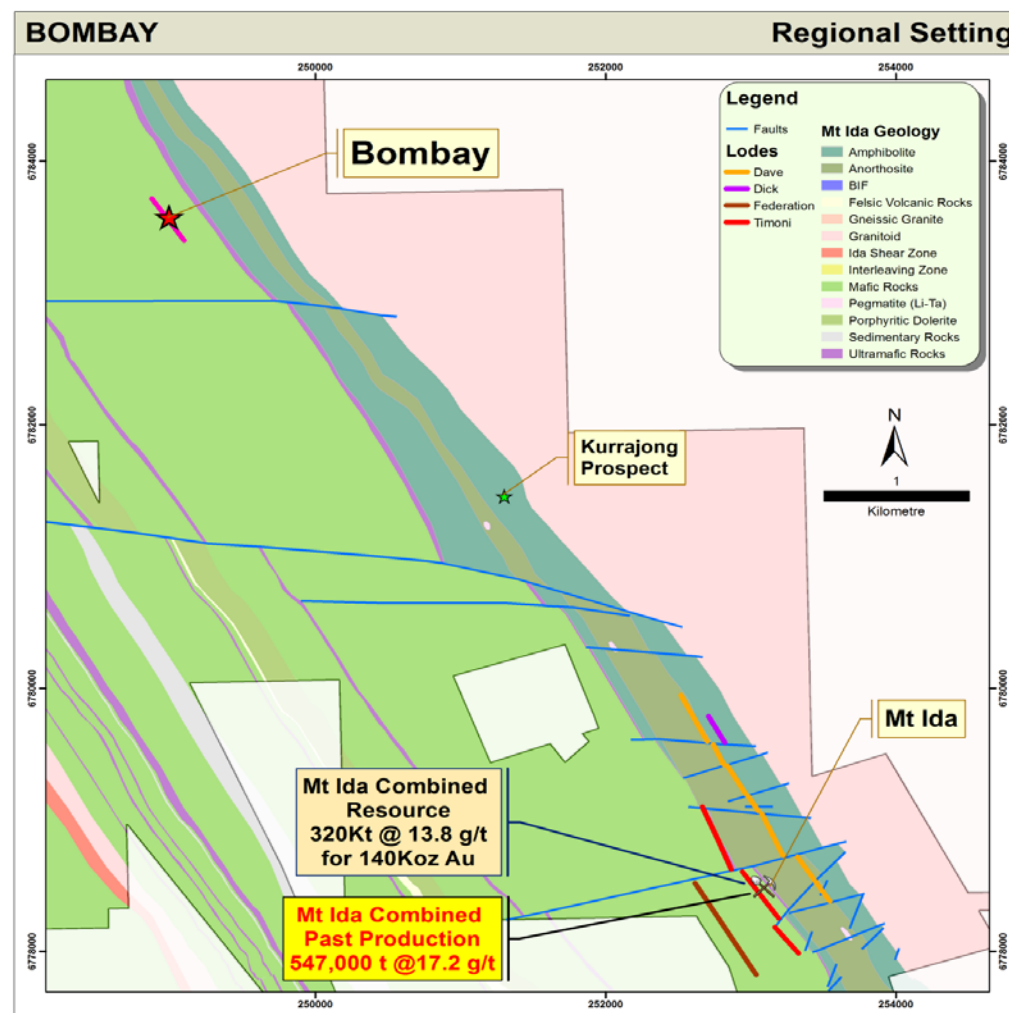 BOMBAY
Regional Setting
250000
252000
254000
6784000
6784000
6782000
6782000
6780000
6780000
6778000
6778000
250000
252000
254000
Legend
Faults
Lodes
Dave
Dick
Federation
Timoni
Mt Ida Geology
Amphibolite
Anorthosite
BIF
Felsic Volcanic Rocks
Gneissic Granite
Granitoid
Ida Shear Zone
Interleaving Zone
Mafic Rocks
Pegmatite (Li-Ta)
Porphyritic Dolerite
Sedimentary Rocks
Ultramafic Rocks
Bombay
N
1
Kilometre
Kurrajong
Prospect
Mt Ida
Mt Ida Combined
Resource
320Kt @ 13.8 g/t
for 140Koz Au
Mt Ida Combined
Past Production
547,000 t @17.2 g/t